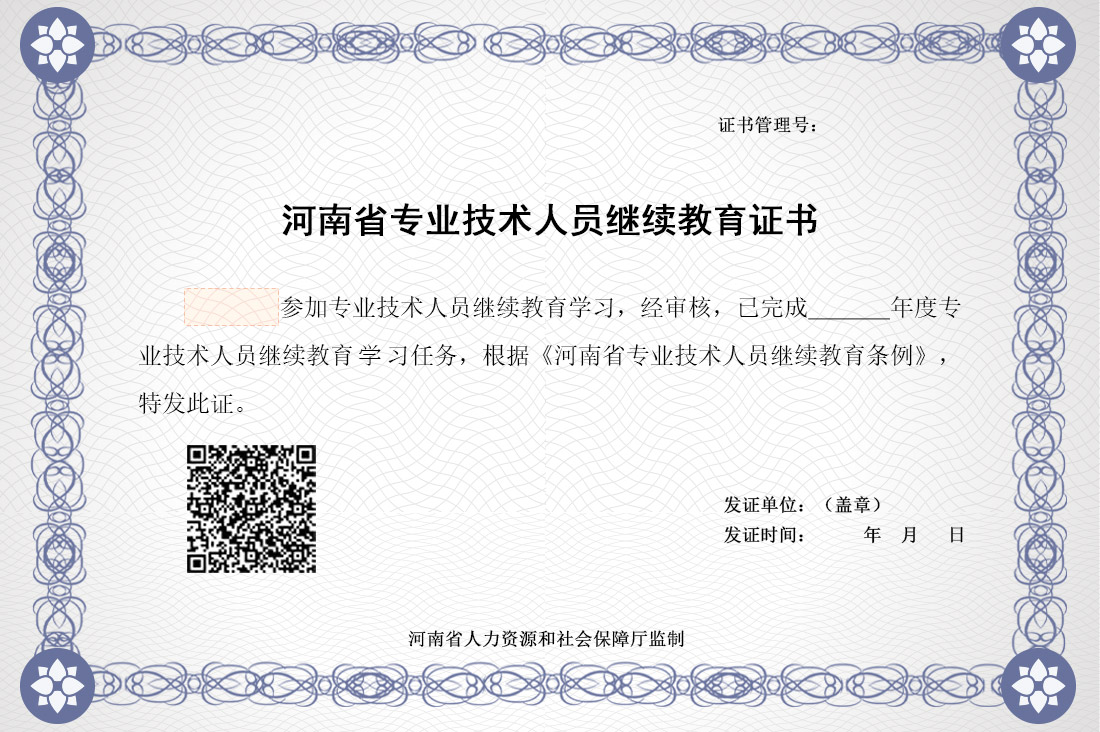 证书管理号：
河南省专业技术人员继续教育证书
参加专业技术人员继续教育学习，经审核，已完成_______年度专
业技术人员继续教育 学 习任务，根据《河南省专业技术人员继续教育条例》，
特发此证。
发证单位：（盖章）
发证时间： 年 月 日
河南省人力资源和社会保障厅监制